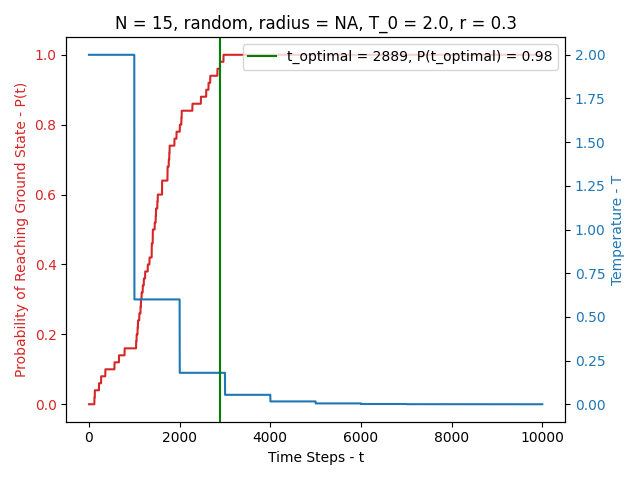 N = 15, random, radius = NA, T_0 = 2.0, r = 0.3
t_optimal = 2889, P(t_optimal) = 0.98
Probability of Reaching Ground State - P(t)
1.0
0.8
0.6
0.4
0.2
0.0
2.00
1.75
1.50
1.25
1.00
0.75
0.50
0.25
0.00
Temperature - T
0 2000 4000 6000 8000 10000
Time Steps - t